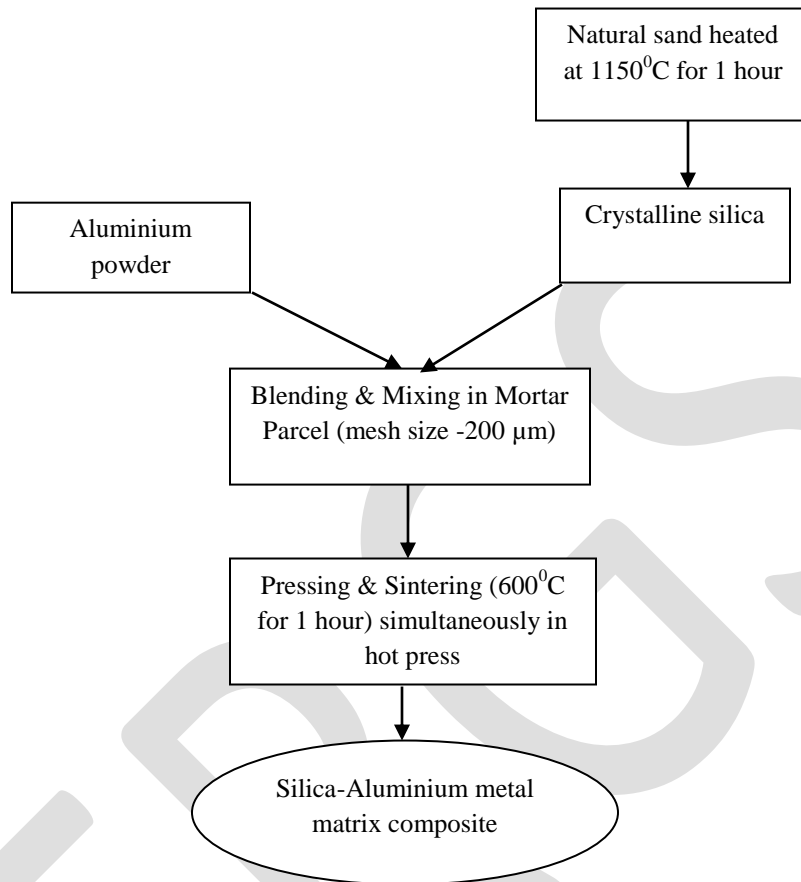 Natural sand heated
at 1150⁰C for 1 hour
Crystalline silica
Aluminium
powder
Blending & Mixing in Mortar
Parcel (mesh size -200 µm)
Pressing & Sintering (600⁰C
for 1 hour) simultaneously in
hot press
Silica-Aluminium metal
matrix composite